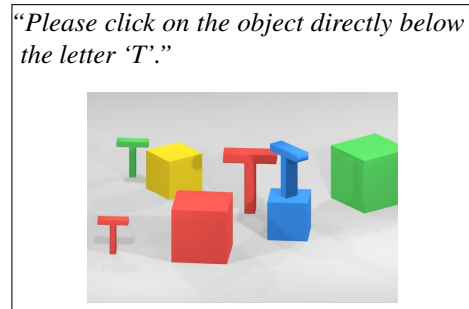 “Please click on the object directly below
the letter ‘T’.”
T
T
T
T